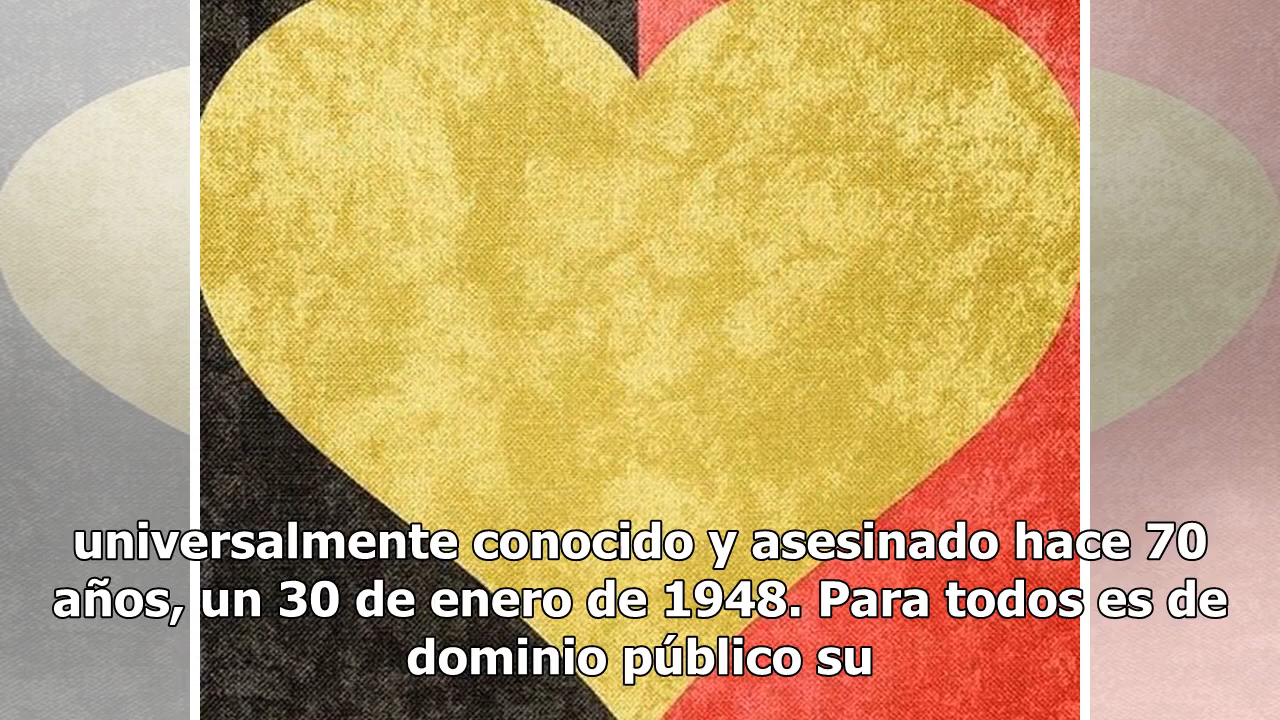 universalmente conocido y asesinado hace 70
años, un 30 de enero de 1948. Para todos es de
dominio público su